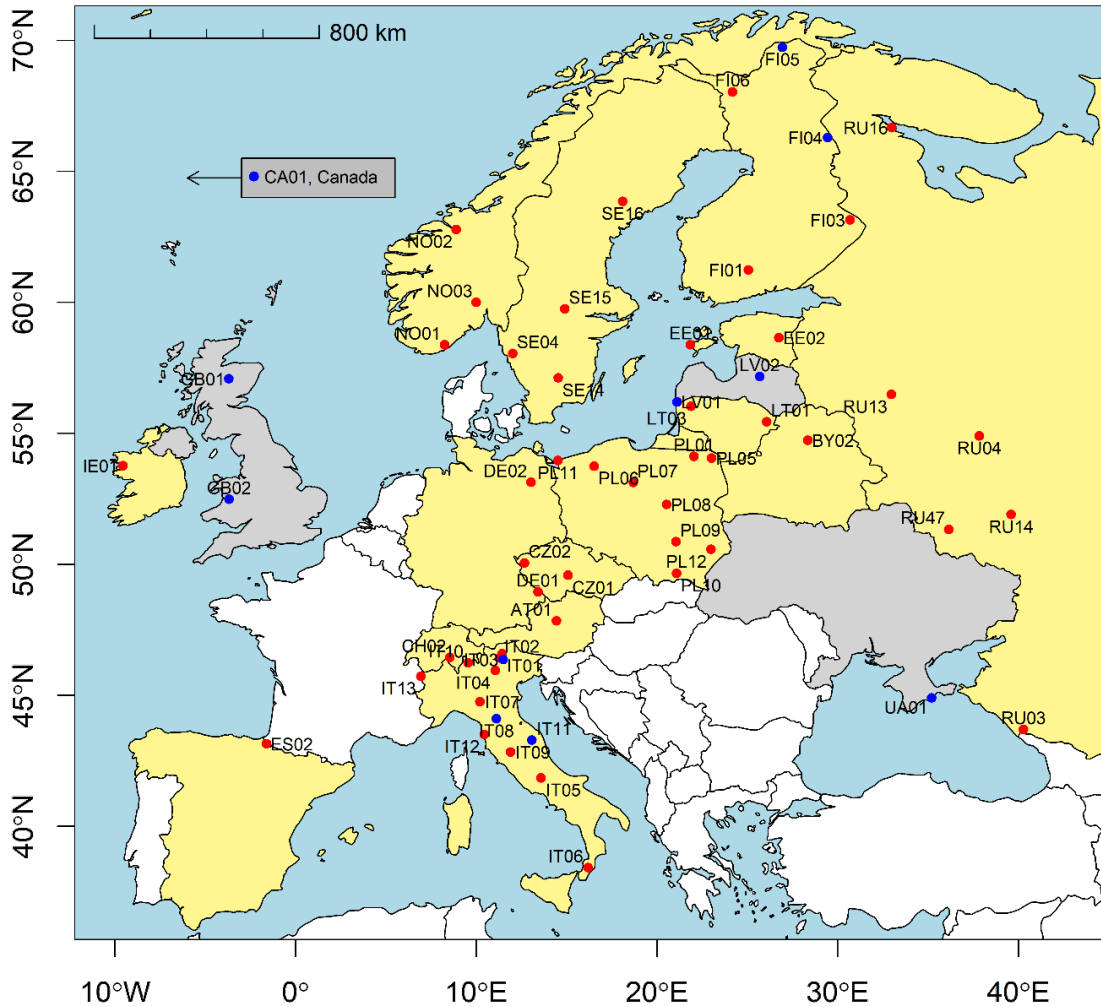 70°N
800 km
FI05
FI06
FI04
RU16
65°N
CA01, Canada
SE16
FI03
NO02
FI01
60°N
NO03
SE15
NO01
SE04
EE01
EE02
GB01
LV02
SE14
LV01
RU13
55°N
LT03
LT01
BY02
RU04
IE01
DE02
PL11
PL06
PL07
PL01
PL05
GB02
PL08
RU47
RU14
PL09
50°N
CZ02
PL12
DE01
CZ01
PL10
AT01
CH02
IT10
IT03
IT02
IT01
45°N
IT13
IT04
IT07
UA01
RU03
IT08
IT11
IT12
IT09
ES02
IT05
40°N
IT06
10°W
0°
10°E
20°E
30°E
40°E